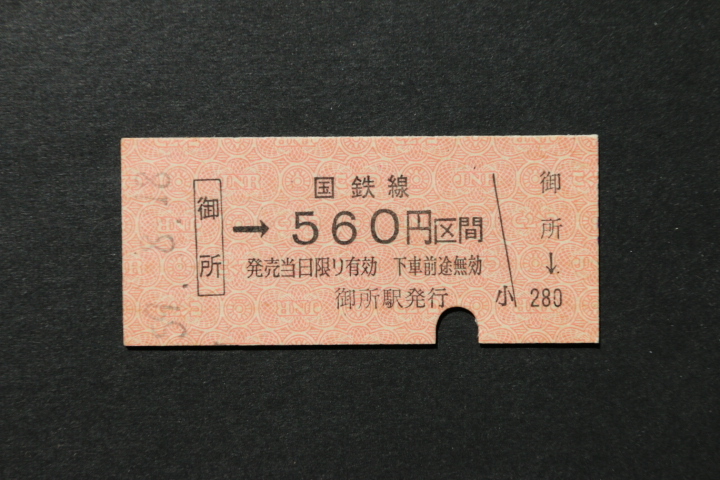 御所
国鉄線
→ 560円区間
発売当日限り有効 下車前途無効
御所駅発行
御所
↓
小 280